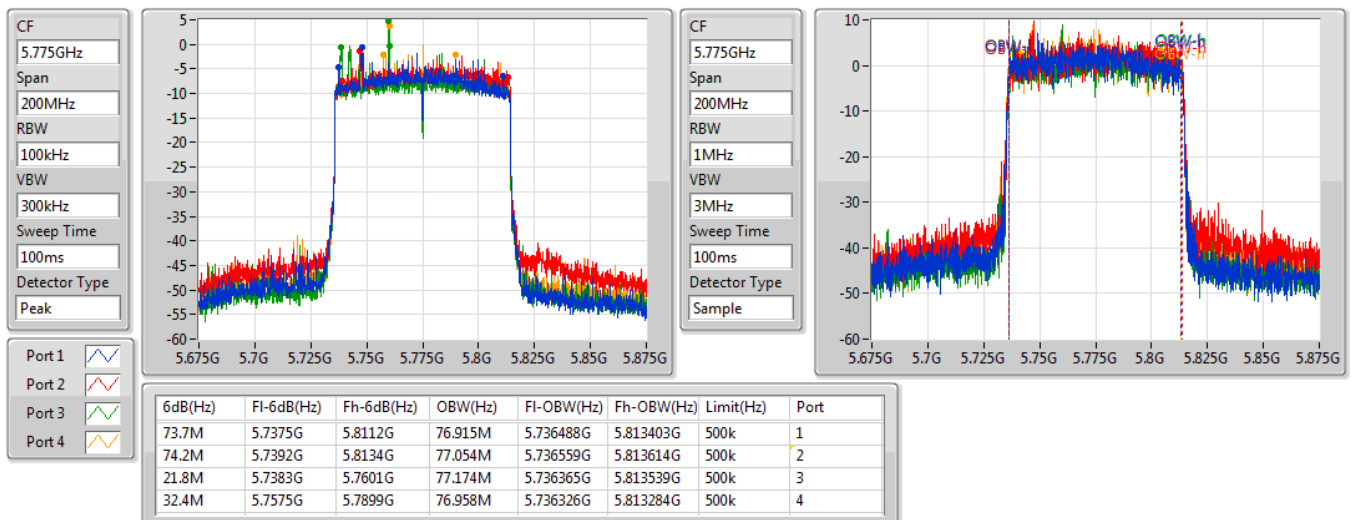 CF
5.775GHz
Span
200MHz
RBW
100kHz
VBW
300kHz
Sweep Time
100ms
Detector Type
Peak
5
0
-5
-10
-15
-20
-25
-30
-35
-40
-45
-50
-55
-60
5.675G 5.7G 5.725G 5.75G 5.775G 5.8G 5.825G 5.85G 5.875G
CF
5.775GHz
Span
200MHz
RBW
1MHz
VBW
3MHz
Sweep Time
100ms
Detector Type
Sample
10
0
-10
-20
-30
-40
-50
-60
OBW-h
5.675G 5.7G 5.725G 5.75G 5.775G 5.8G 5.825G 5.85G 5.875G
Port 1
Port 2
Port 3
Port 4
6dB(Hz) Fl-6dB(Hz) Fh-6dB(Hz) OBW(Hz) Fl-OBW(Hz) Fh-OBW(Hz) Limit(Hz) Port
73.7M 5.7375G 5.8112G 76.915M 5.736488G 5.813403G 500k 1
74.2M 5.7392G 5.8134G 77.054M 5.736559G 5.813614G 500k 2
21.8M 5.7383G 5.7601G 77.174M 5.736365G 5.813539G 500k 3
32.4M 5.7575G 5.7899G 76.958M 5.736326G 5.813284G 500k 4